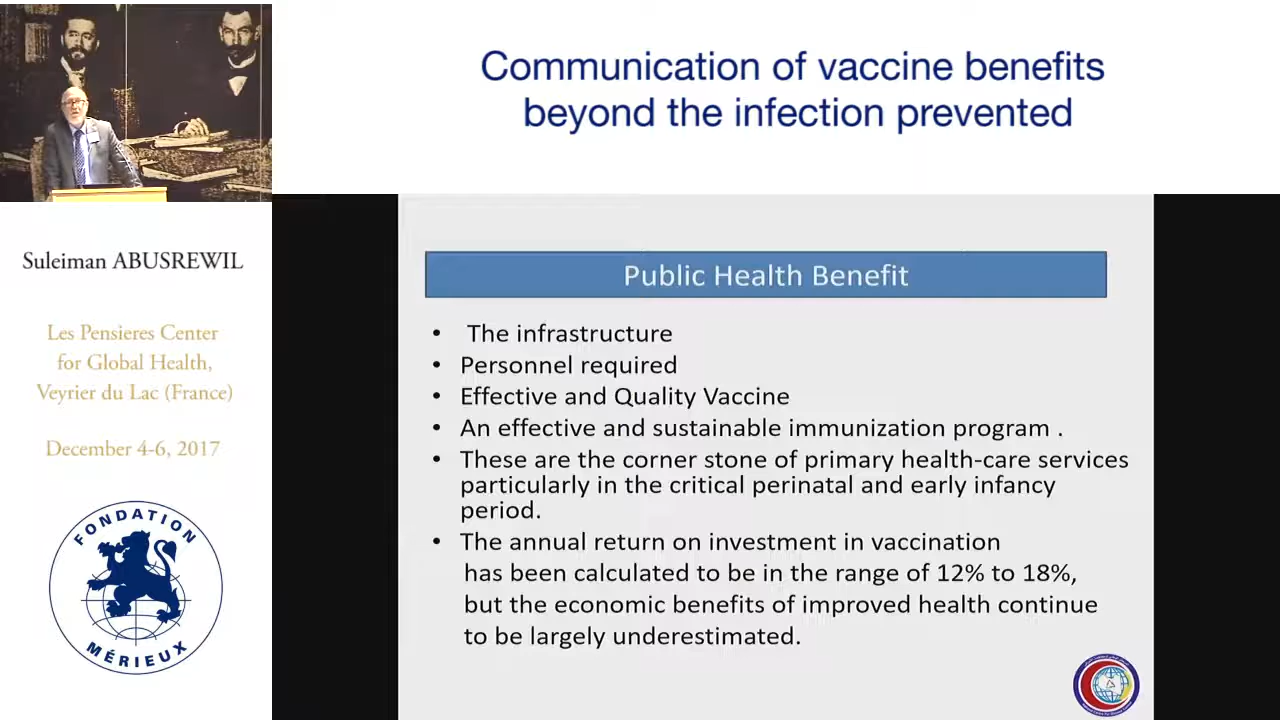 Communication of vaccine benefits
beyond the infection prevented
Suleiman ABUSREWIL
Les Pensieres Center
for Global Health,
Veyrier du Lac (France)
December 4-6, 2017
FONDATION
MÉRIEUX
Public Health Benefit
• The infrastructure
• Personnel required
• Effective and Quality Vaccine
• An effective and sustainable immunization program .
• These are the corner stone of primary health-care services
particularly in the critical perinatal and early infancy
period.
• The annual return on investment in vaccination
has been calculated to be in the range of 12% to 18%,
but the economic benefits of improved health continue
to be largely underestimated.